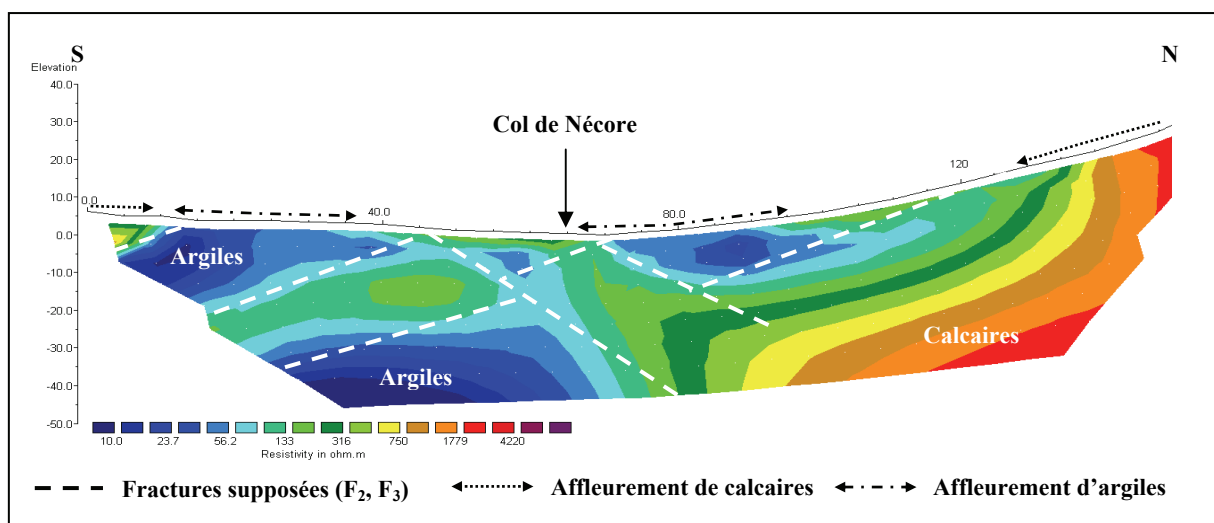 S
N
Elevation
40.0
30.0
20.0
10.0
0.0
-10.0
-20.0
-30.0
-40.0
-50.0
Col de Nécore
0.0
40.0
80.0
120
Argiles
Argiles
Calcaires
10.0 23.7 56.2 133 316 750 1779 4220
Resistivity in ohm.m
Fractures supposées (F2, F3) Affleurement de calcaires Affleurement d'argiles